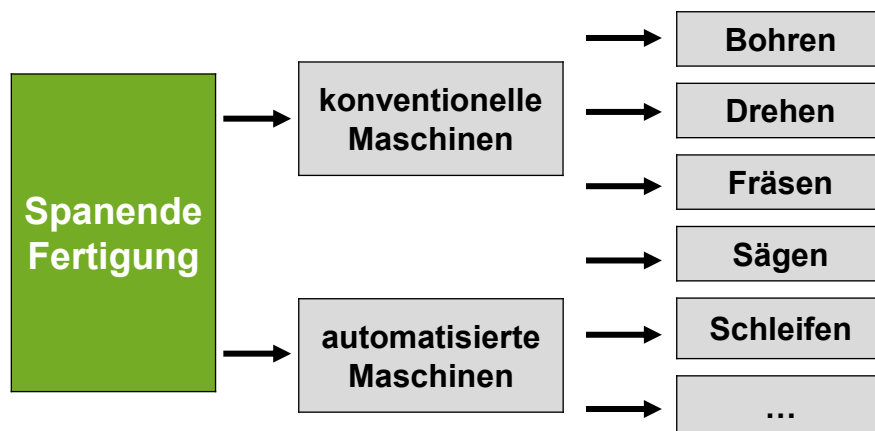 Spanende
Fertigung
konventionelle
Maschinen
automatisierte
Maschinen
Bohren
Drehen
Fräsen
Sägen
Schleifen
…